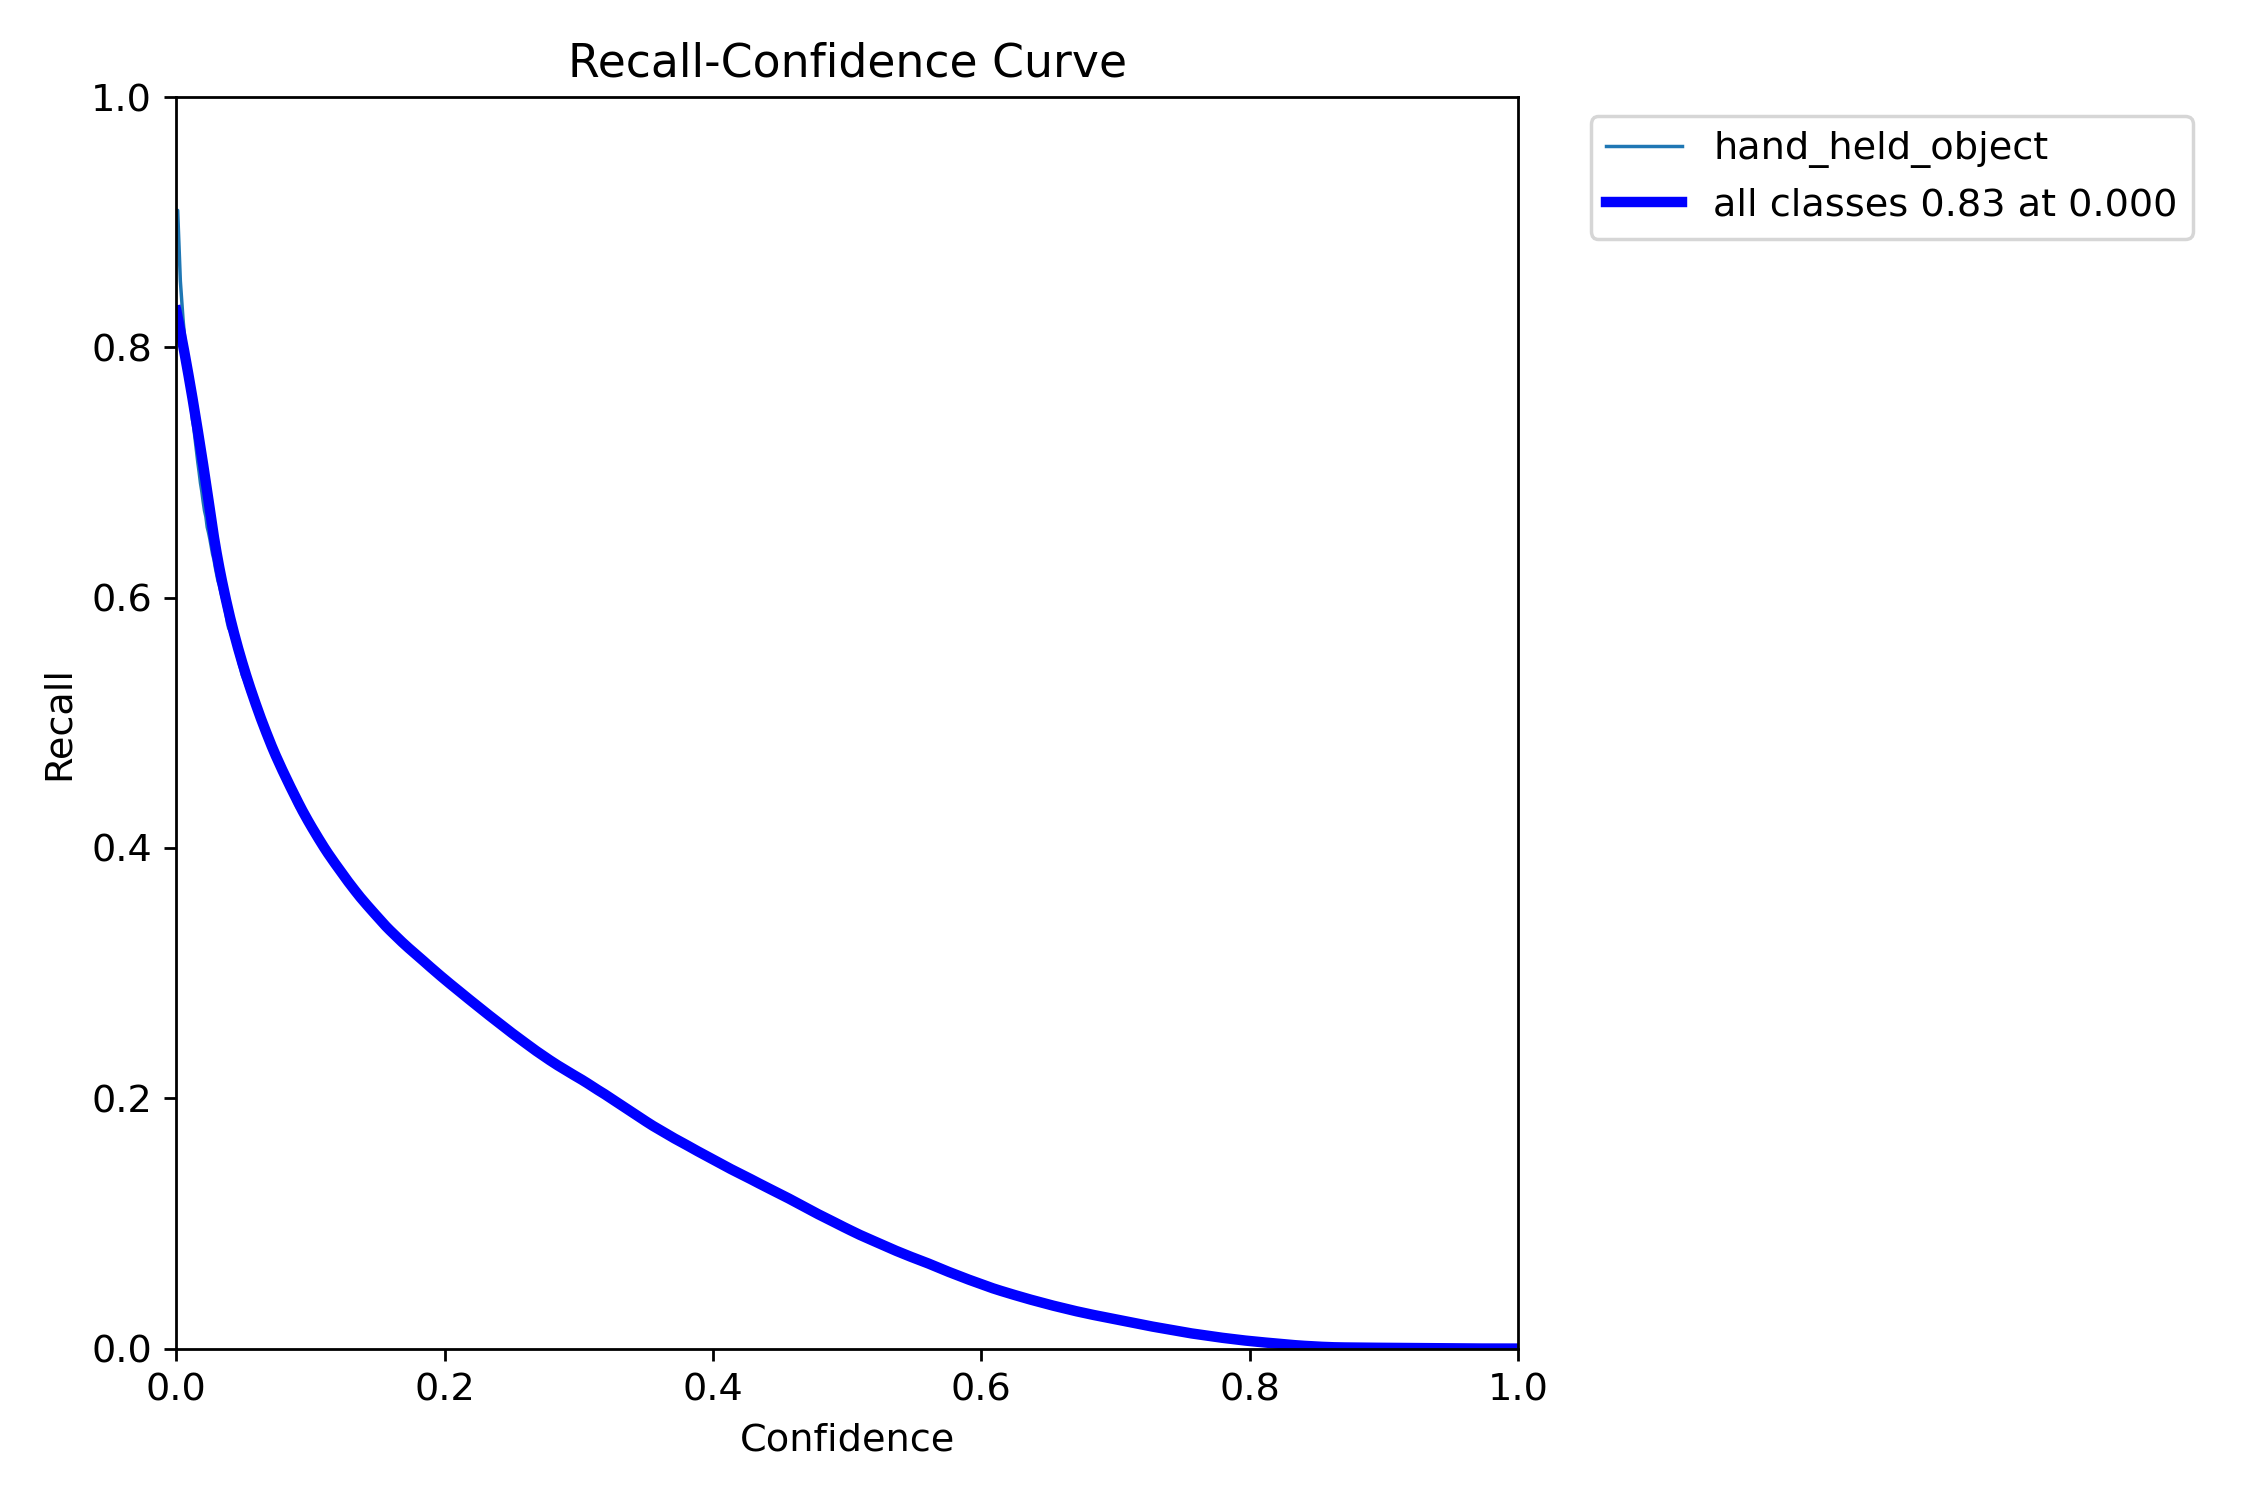 Recall-Confidence Curve
1.0
0.8
0.6
0.4
0.2
0.0
Recall
0.0 0.2 0.4 0.6 0.8 1.0
Confidence
hand_held_object
all classes 0.83 at 0.000